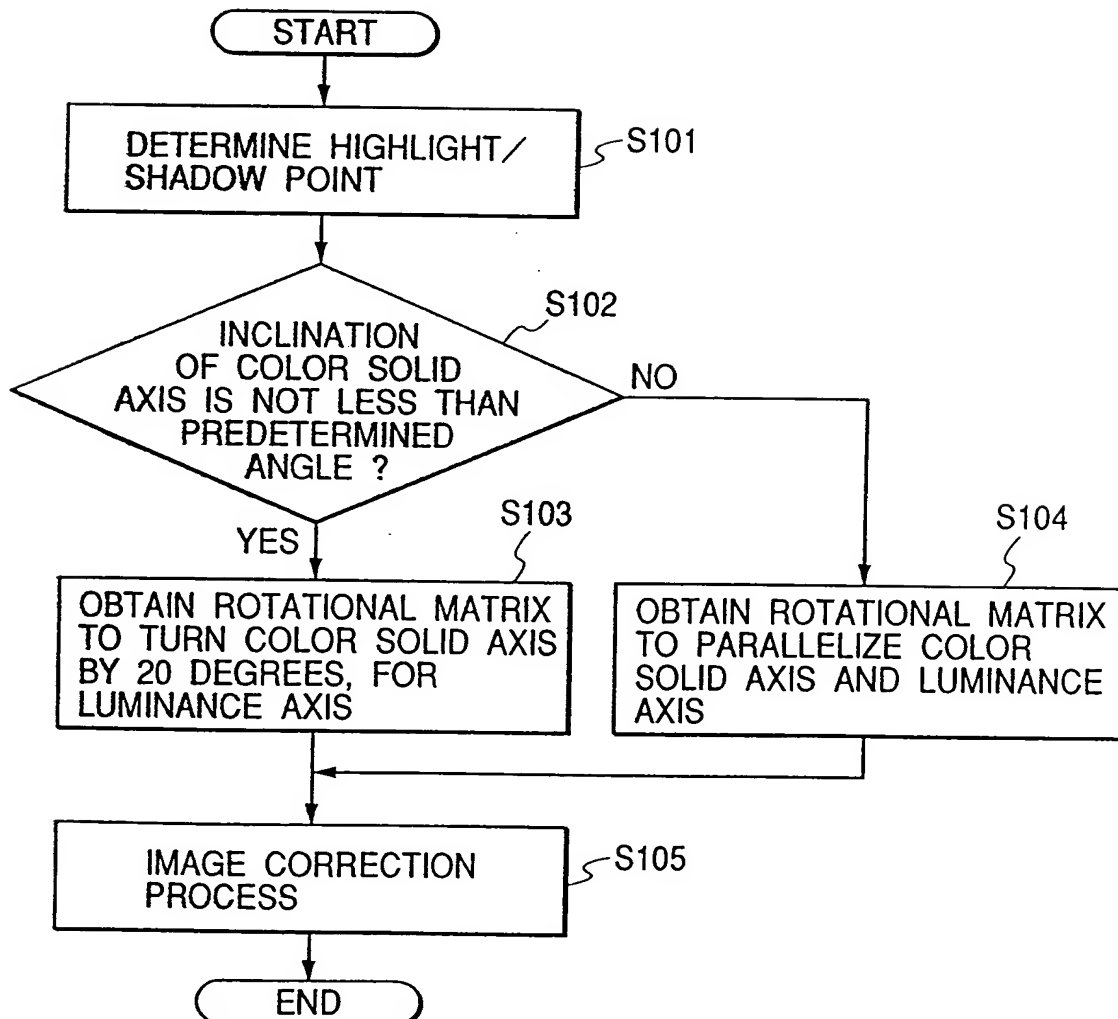 START
DETERMINE HIGHLIGHT/
SHADOW POINT
S101
S102
INCLINATION
OF COLOR SOLID
AXIS IS NOT LESS THAN
PREDETERMINED
ANGLE ?
NO
YES
S103
OBTAIN ROTATIONAL MATRIX
TO TURN COLOR SOLID AXIS
BY 20 DEGREES, FOR
LUMINANCE AXIS
S104
OBTAIN ROTATIONAL MATRIX
TO PARALLELIZE COLOR
SOLID AXIS AND LUMINANCE
AXIS
IMAGE CORRECTION
PROCESS
S105
END